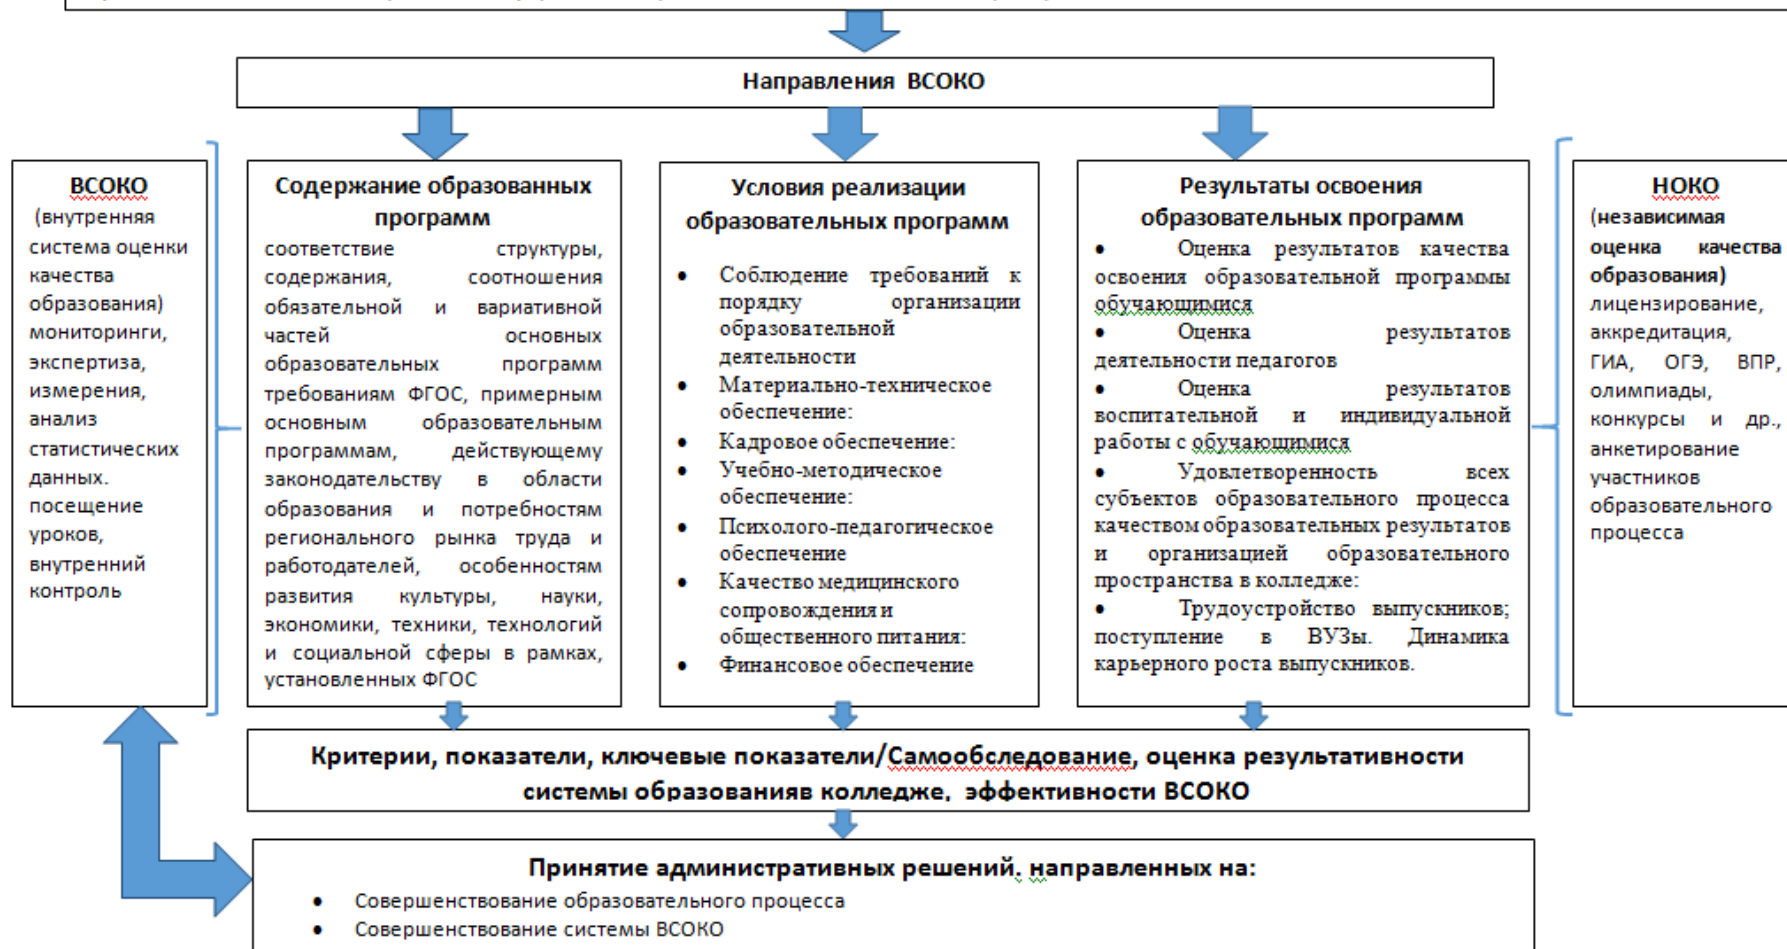 Направления ВСОКО
ВСОКО
(внутренняя
система оценки
качества
образования)
мониторинги,
экспертиза,
измерения,
анализ
статистических
данных.
посещение
уроков,
внутренний
контроль
Содержание образованных
программ
соответствие структуры,
содержания, соотношения
обязательной и вариативной
частей основных
образовательных программ
требованиям ФГОС, примерным
основным образовательным
программам, действующему
законодательству в области
образования и потребностям
регионального рынка труда и
работодателей, особенностям
развития культуры, науки,
экономики, техники, технологий
и социальной сферы в рамках,
установленных ФГОС
Условия реализации
образовательных программ
• Соблюдение требований к
порядку организации
образовательной
деятельности
• Материально-техническое
обеспечение:
• Кадровое обеспечение:
• Учебно-методическое
обеспечение:
• Психолого-педагогическое
обеспечение
• Качество медицинского
сопровождения и
общественного питания:
• Финансовое обеспечение
Результаты освоения
образовательных программ
• Оценка результатов качества
освоения образовательной программы
обучающимися
• Оценка результатов
деятельности педагогов
• Оценка результатов
воспитательной и индивидуальной
работы с обучающимися
• Удовлетворенность всех
субъектов образовательного процесса
качеством образовательных результатов
и организацией образовательного
пространства в колледже:
• Трудоустройство выпускников;
поступление в ВУЗы. Динамика
карьерного роста выпускников.
НОКО
(независимая
оценка качества
образования)
лицензирование,
аккредитация,
ГИА, ОГЭ, ВПР,
олимпиады,
конкурсы и др.,
анкетирование
участников
образовательного
процесса
Критерии, показатели, ключевые показатели/Самообследование, оценка результативности
системы образованияв колледже, эффективности ВСОКО
Принятие административных решений. направленных на:
• Совершенствование образовательного процесса
• Совершенствование системы ВСОКО